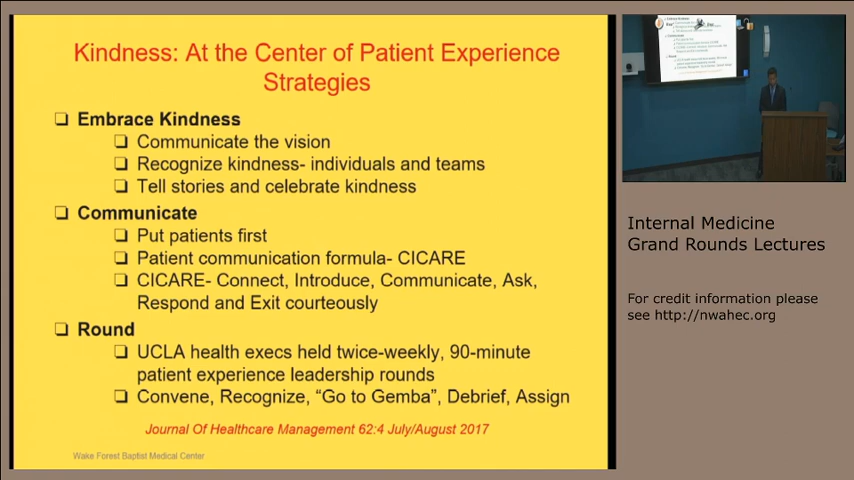 Kindness: At the Center of Patient Experience
Strategies
❑ Embrace Kindness
❑ Communicate the vision
❑ Recognize kindness- individuals and teams
❑ Tell stories and celebrate kindness
❑ Communicate
❑ Put patients first
❑ Patient communication formula- CICARE
❑ CICARE- Connect, Introduce, Communicate, Ask,
Respond and Exit courteously
❑ Round
❑ UCLA health execs held twice-weekly, 90-minute
patient experience leadership rounds
❑ Convene, Recognize, “Go to Gemba”, Debrief, Assign
Journal Of Healthcare Management 62:4 July/August 2017
Wake Forest Baptist Medical Center
Internal Medicine
Grand Rounds Lectures
For credit information please
see http://nwahec.org